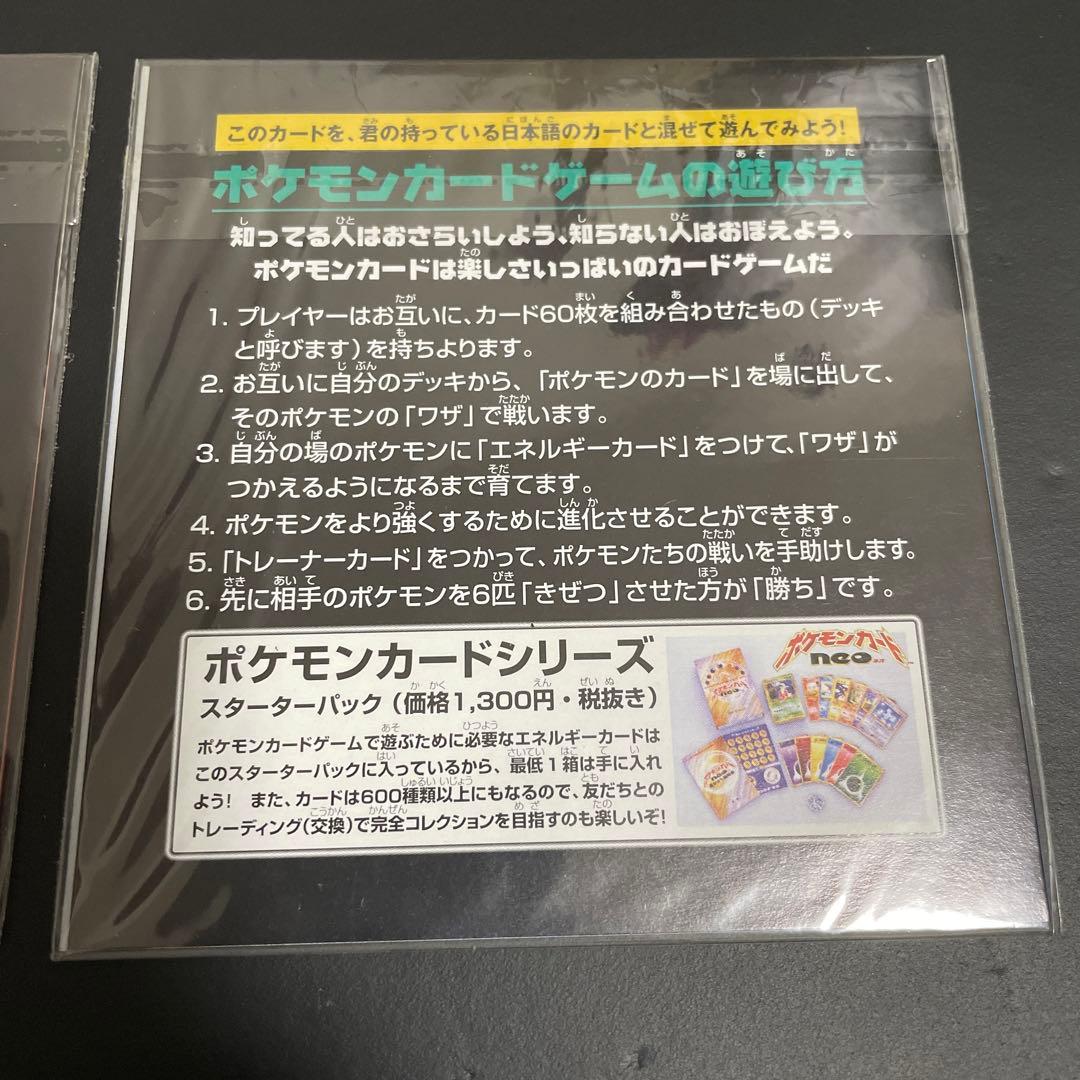 このカードを、君の持っている日本語のカードと混ぜて遊んでみよう!
ポケモンカードゲームの遊び方
知ってる人はおさらいしよう、知らない人はおぼえよう。
ポケモンカードは楽しさいっぱいのカードゲームだ
1. プレイヤーはお互いに、カード60枚を組み合わせたもの（デッキ
と呼びます）を持ちよります。
2. お互いに自分のデッキから、「ポケモンのカード」を場に出して、
そのポケモンの「ワザ」で戦います。
3. 自分の場のポケモンに「エネルギーカード」をつけて、「ワザ」が
つかえるようになるまで育てます。
4. ポケモンをより強くするために進化させることができます。
5. 「トレーナーカード」をつかって、ポケモンたちの戦いを手助けします。
6. 先に相手のポケモンを6匹「きぜつ」させた方が「勝ち」です。
ポケモンカードシリーズ
スターターパック（価格1,300円・税抜き）
ポケモンカードゲームで遊ぶために必要なエネルギーカードは
このスターターパックに入っているから、最低1箱は手に入れ
よう! また、カードは600種類以上にもなるので、友だちとの
トレーディング(交換)で完全コレクションを目指すのも楽しいぞ!
ポケモンカード
neo